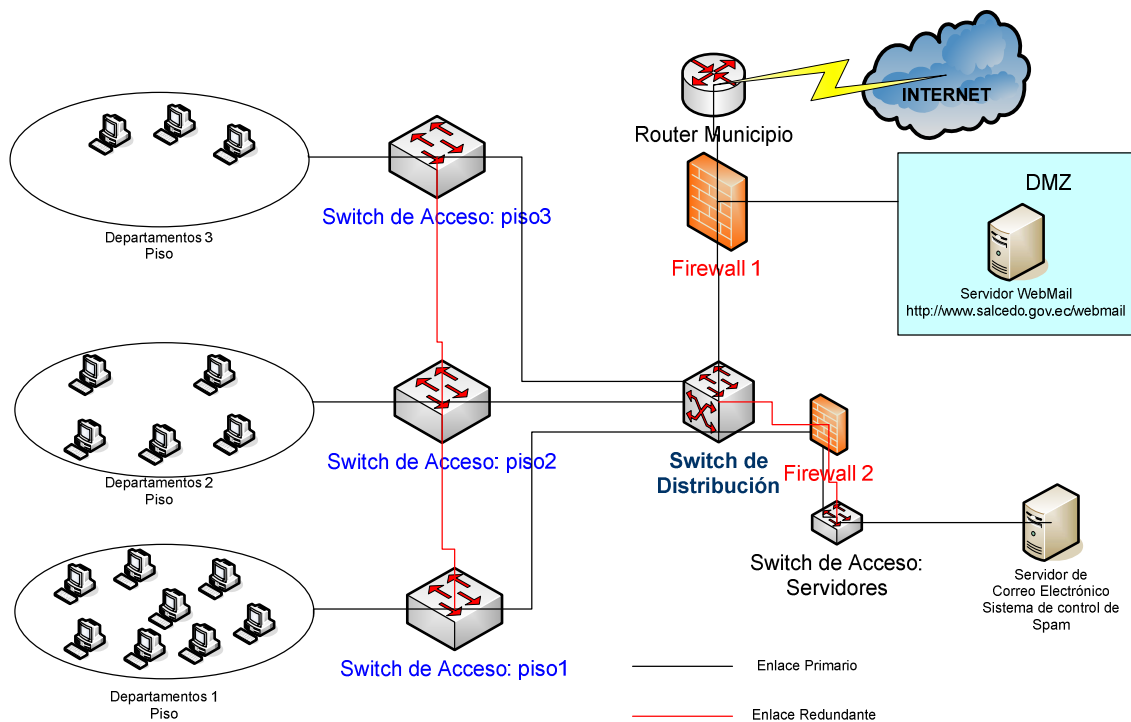 INTERNET
Router Municipio
DMZ
Servidor WebMail
http://www.salcedo.gov.ec/webmail
Firewall 1
Switch de Acceso: piso3
Departamentos 3
Piso
Switch de Acceso: piso2
Departamentos 2
Piso
Switch de
Distribución
Firewall 2
Switch de Acceso:
Servidores
Servidor de
Correo Electrónico
Sistema de control de
Spam
Switch de Acceso: piso1
Departamentos 1
Piso
Enlace Primario
Enlace Redundante